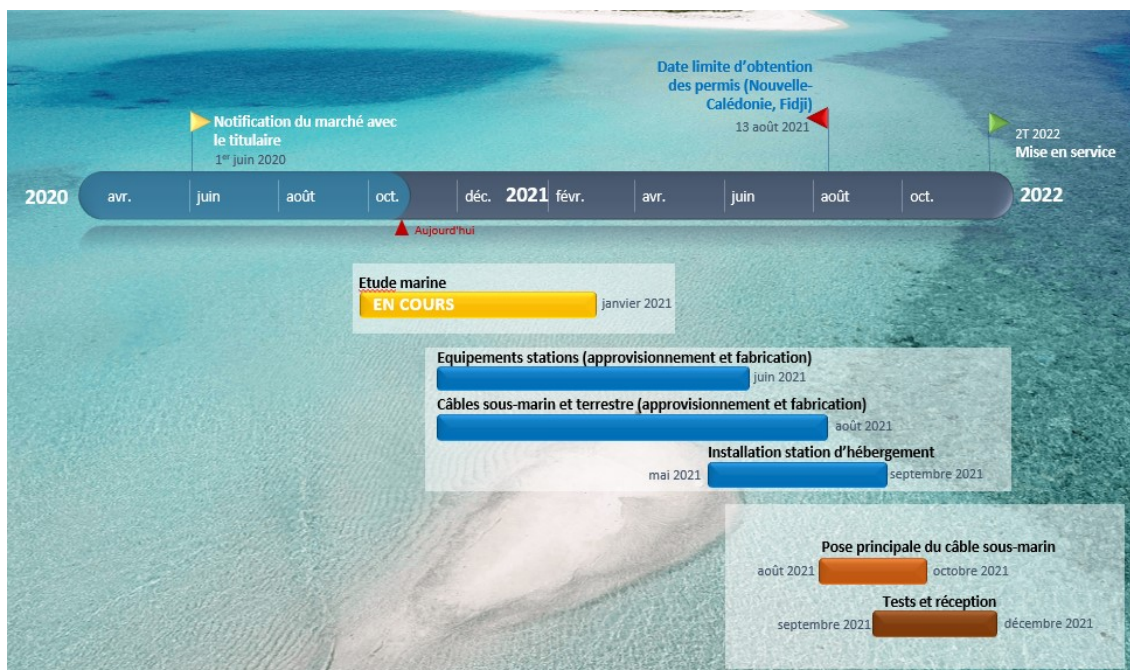 Date limite d'obtention
des permis (Nouvelle-
Calédonie, Fidji)
13 août 2021
Notification du marché avec
le titulaire
1er juin 2020
2T 2022
Mise en service
2020 avr. juin août oct. déc. 2021 févr. avr. juin août oct. 2022
Aujourd'hui
Etude marine
EN COURS janvier 2021
Equipements stations (approvisionnement et fabrication)
juin 2021
Câbles sous-marin et terrestre (approvisionnement et fabrication)
août 2021
Installation station d'hébergement
mai 2021 septembre 2021
Pose principale du câble sous-marin
août 2021 octobre 2021
Tests et réception
septembre 2021 décembre 2021